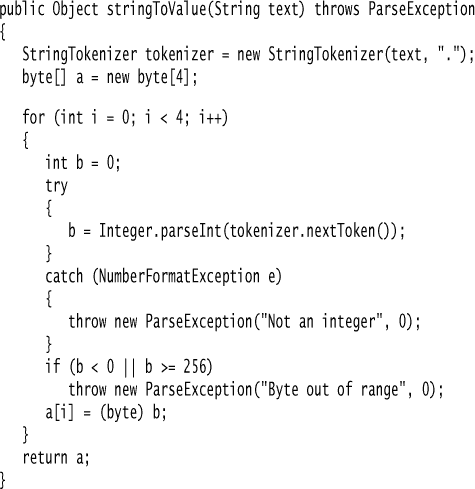 public Object stringToValue(String text) throws ParseException
{
   StringTokenizer tokenizer = new StringTokenizer(text, ".");
   byte[] a = new byte[4];

   for (int i = 0; i < 4; i++)
   {
      int b = 0;
      try
      {
         b = Integer.parseInt(tokenizer.nextToken());
      }
      catch (NumberFormatException e)
      {
         throw new ParseException("Not an integer", 0);
      }
      if (b < 0 || b >= 256)
         throw new ParseException("Byte out of range", 0);
      a[i] = (byte) b;
   }
   return a;
}